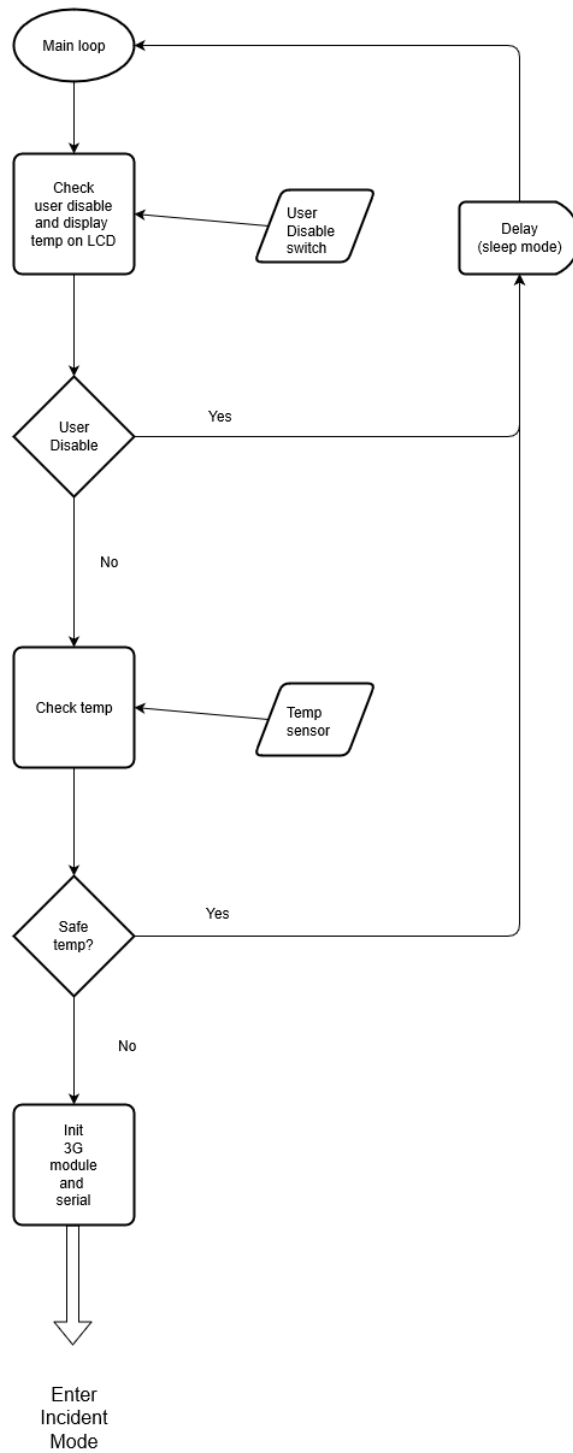 Main loop
Check
user disable
and display
temp on LCD
User
Disable
switch
Delay
(sleep mode)
User
Disable
Yes
No
Check temp
Temp
sensor
Safe
temp?
Yes
No
Init
3G
module
and
serial
Enter
Incident
Mode